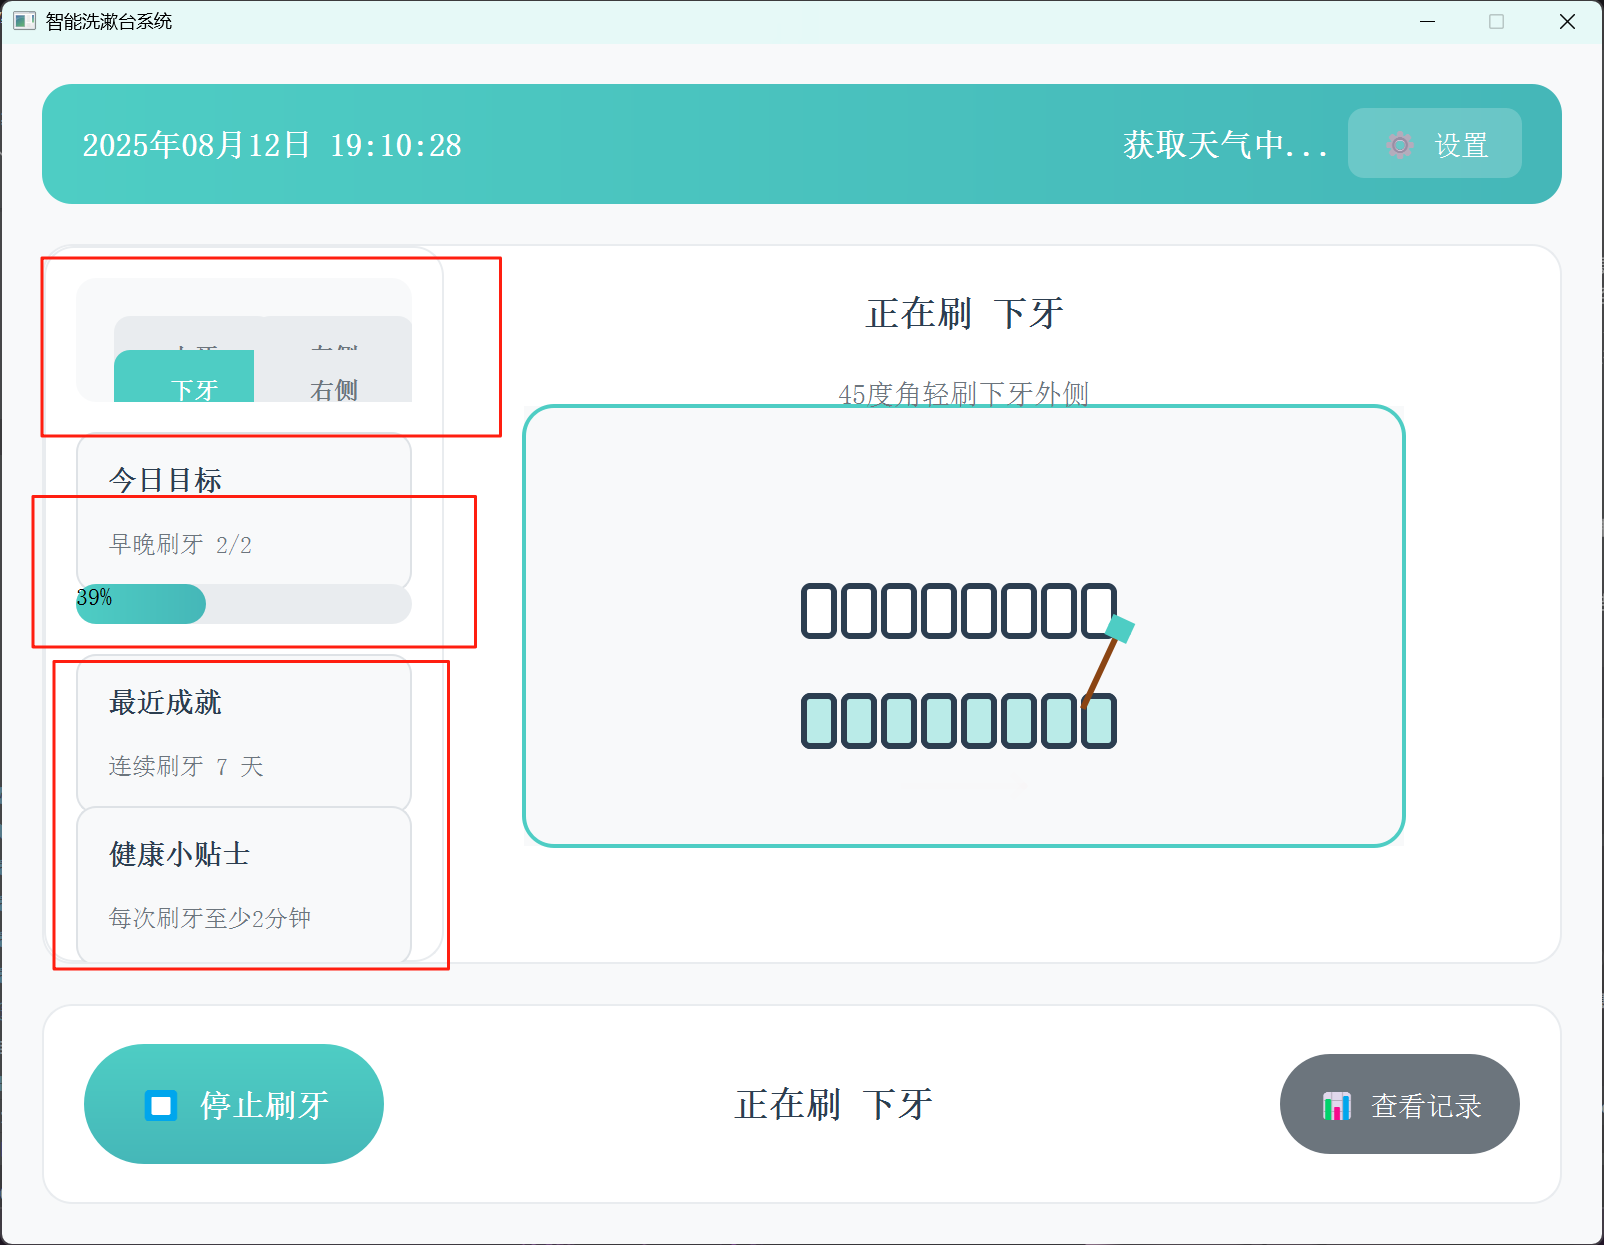 智能洗漱台系统
2025年08月12日 19:10:28
获取天气中...
设置
正在刷 下牙
45度角轻刷下牙外侧
下牙
右侧
今日目标
早晚刷牙 2/2
39%
最近成就
连续刷牙 7 天
健康小贴士
每次刷牙至少2分钟
停止刷牙
正在刷 下牙
查看记录